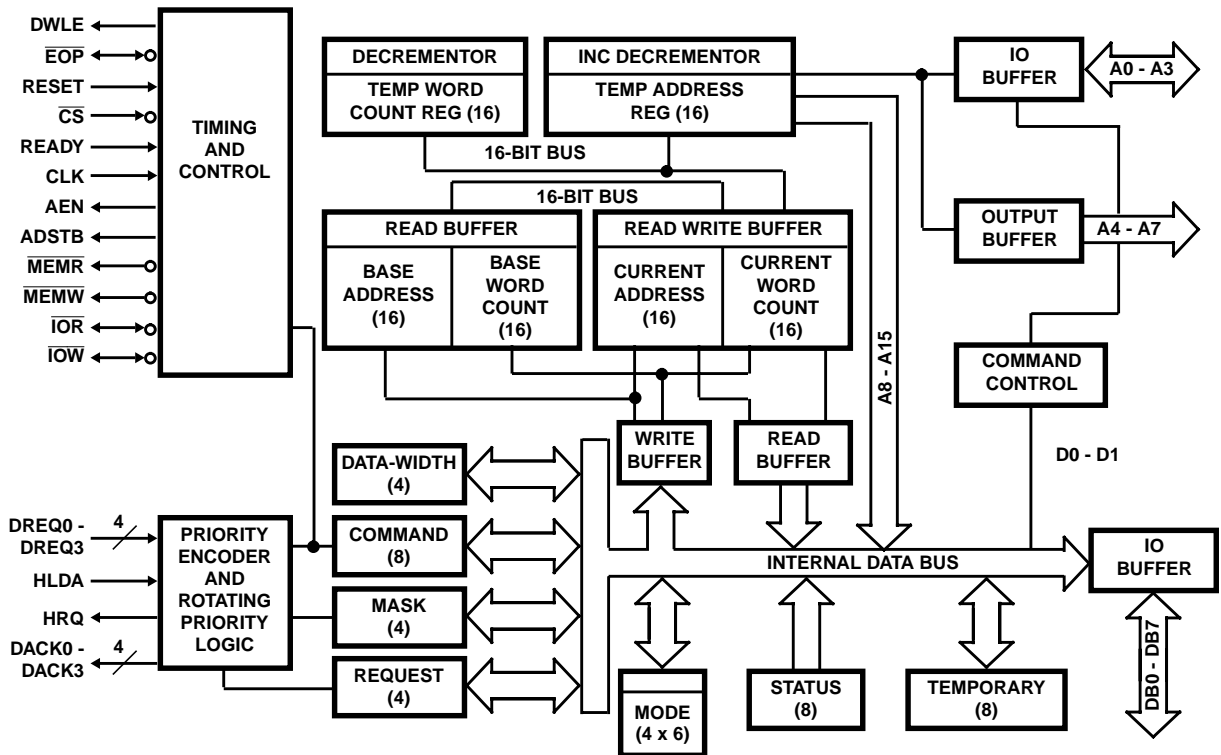 DWLE
EOP
RESET
CS
READY
CLK
AEN
ADSTB
MEMR
MEMW
IOR
IOW
TIMING
AND
CONTROL
DECREMENTOR
TEMP WORD
COUNT REG (16)
INC DECREMENTOR
TEMP ADDRESS
REG (16)
IO
BUFFER
A0 - A3
16-BIT BUS
16-BIT BUS
READ BUFFER
BASE
ADDRESS
(16)
BASE
WORD
COUNT
(16)
READ WRITE BUFFER
CURRENT
ADDRESS
(16)
CURRENT
WORD
COUNT
(16)
A8 - A15
OUTPUT
BUFFER
A4 - A7
COMMAND
CONTROL
WRITE
BUFFER
READ
BUFFER
D0 - D1
DREQ0 -
DREQ3
4
HLDA
HRQ
DACK0 -
DACK3
4
PRIORITY
ENCODER
AND
ROTATING
PRIORITY
LOGIC
DATA-WIDTH
(4)
COMMAND
(8)
MASK
(4)
REQUEST
(4)
INTERNAL DATA BUS
IO
BUFFER
MODE
(4 x 6)
STATUS
(8)
TEMPORARY
(8)
DB0 - DB7